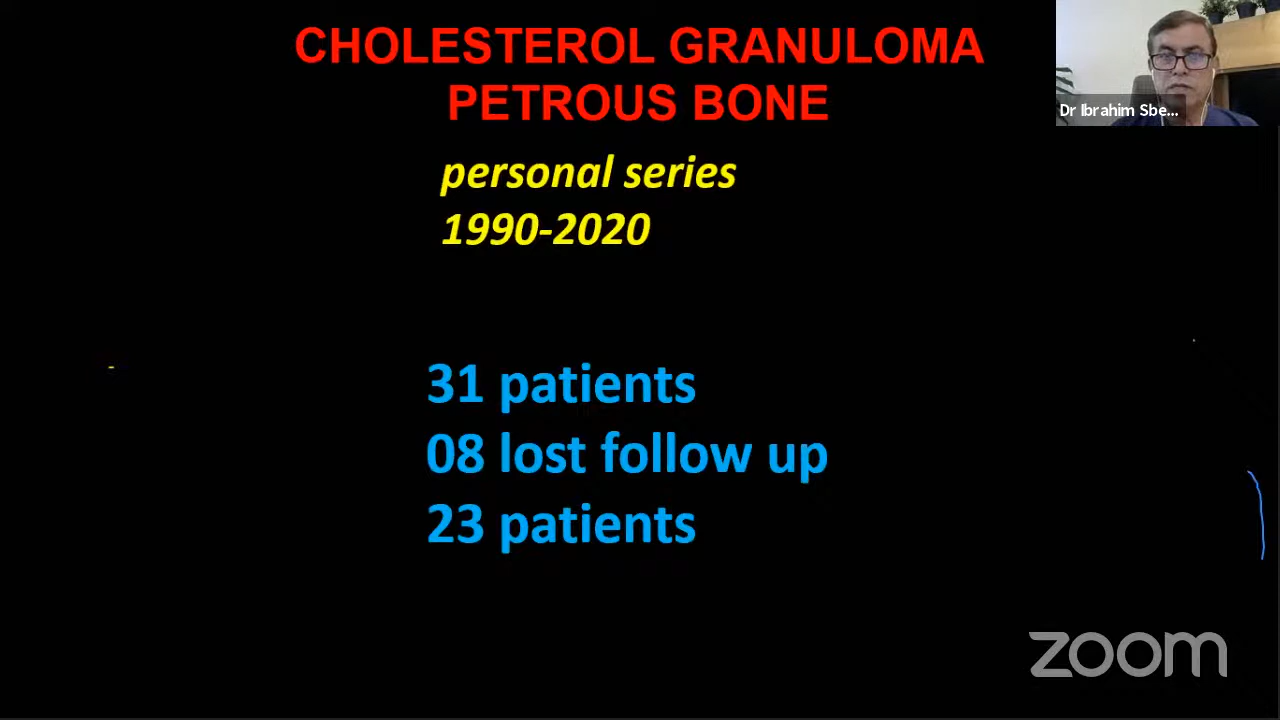 CHOLESTEROL GRANULOMA
PETROUS BONE
personal series
1990-2020
31 patients
08 lost follow up
23 patients
Dr Ibrahim Sbe...
zoom